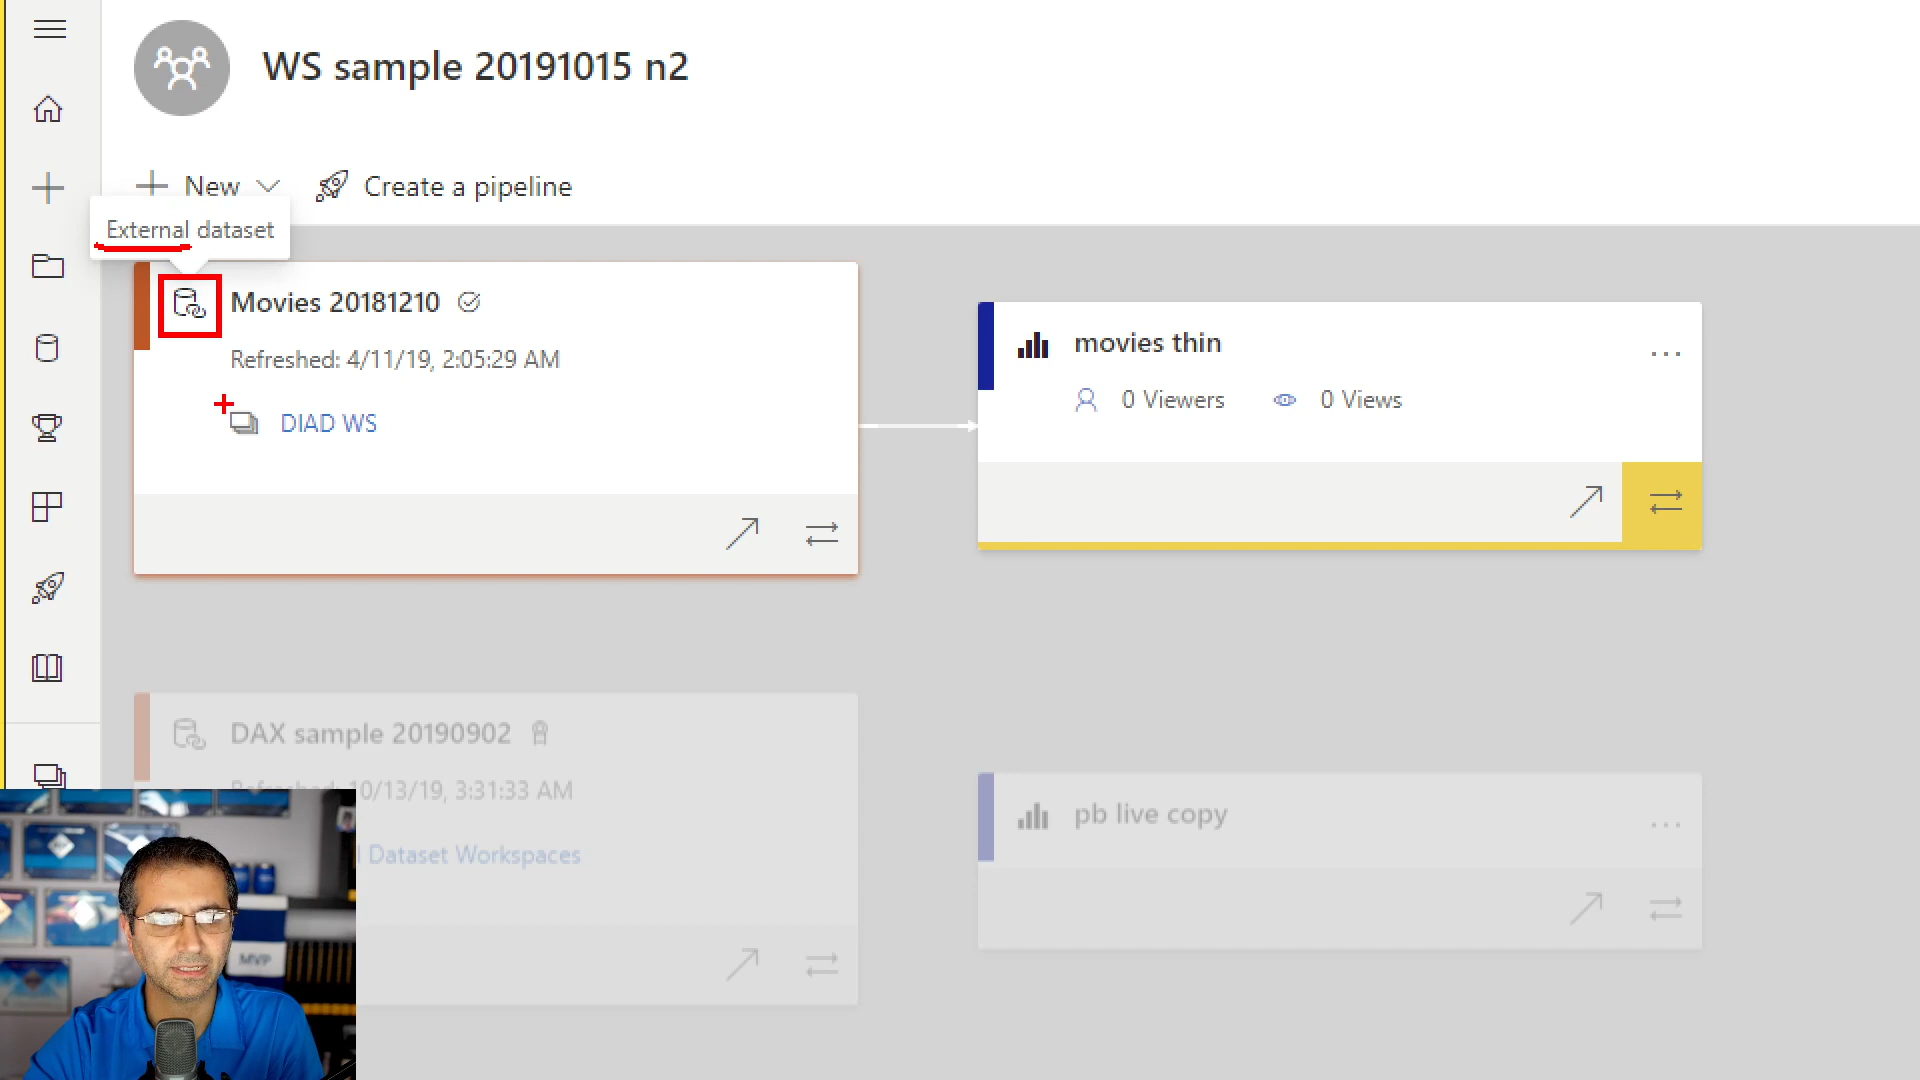 WS sample 20191015 n2
New
Create a pipeline
External dataset
Movies 20181210
Refreshed: 4/11/19, 2:05:29 AM
DIAD WS
movies thin
0 Viewers
0 Views
DAX sample 20190902
Refreshed: 10/13/19, 3:31:33 AM
Dataset Workspaces
pb live copy
MVP